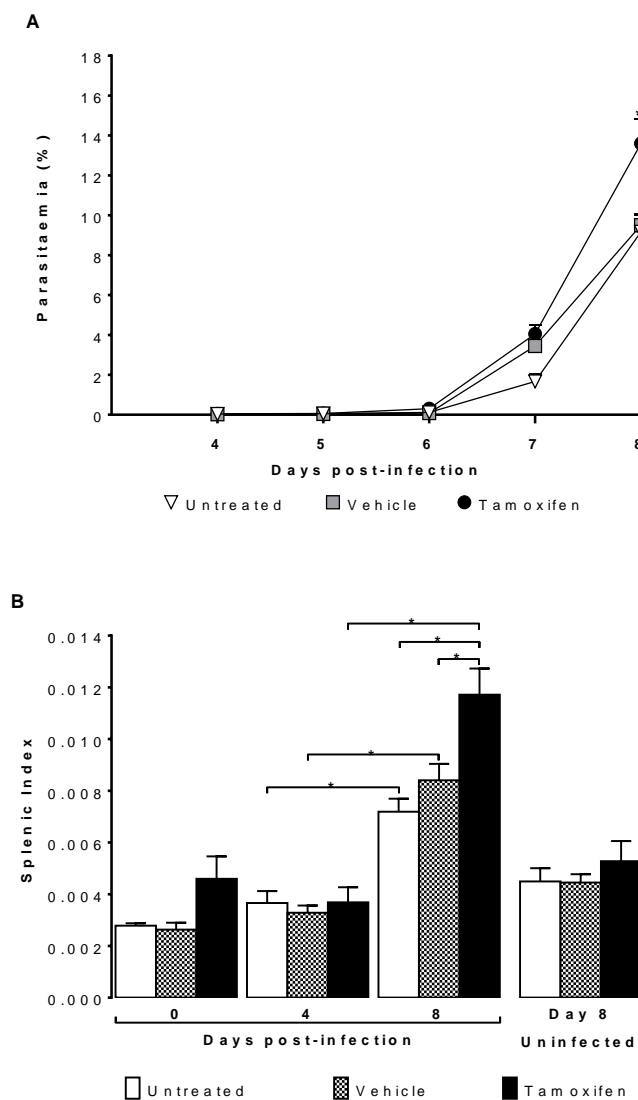 A
18
16
14
12
10
8
6
4
2
0
Parasitaemia (%)
*
4 5 6 7 8
Days post-infection
Untreated Vehicle Tamoxifen
B
0.014
0.012
0.010
0.008
0.006
0.004
0.002
0.000
Splenic Index
*
*
*
*
*
0 4 8 Day 8
Days post-infection Uninfected
Untreated Vehicle Tamoxifen